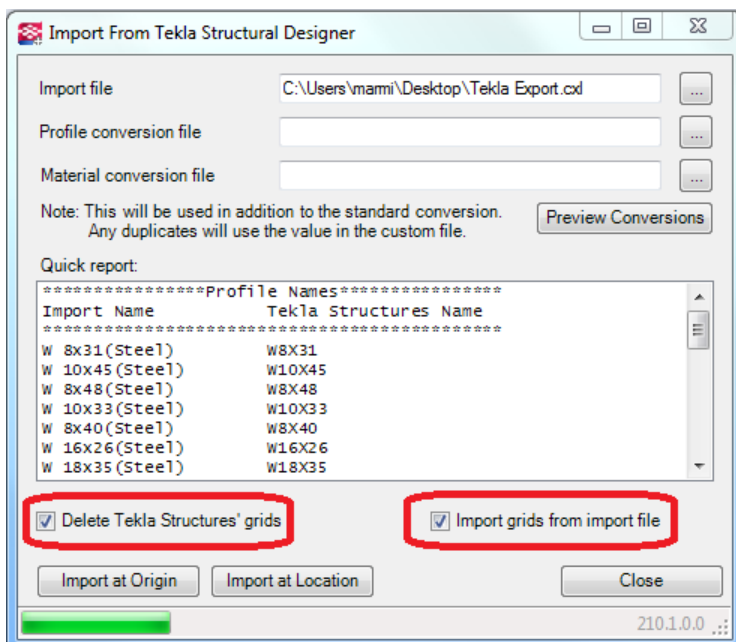 Import From Tekla Structural Designer
Import file C:\Users\marmi\Desktop\Tekla Export.cxl ...
Profile conversion file ...
Material conversion file ...
Note: This will be used in addition to the standard conversion.
Any duplicates will use the value in the custom file.
Preview Conversions
Quick report:
****************Profile Names****************
Import Name Tekla Structures Name
*********************************************
W 8x31(Steel) W8X31
W 10x45(Steel) W10X45
W 8x48(Steel) W8X48
W 10x33(Steel) W10X33
W 8x40(Steel) W8X40
W 16x26(Steel) W16X26
W 18x35(Steel) W18X35
Delete Tekla Structures' grids Import grids from import file
Import at Origin Import at Location Close
210.1.0.0